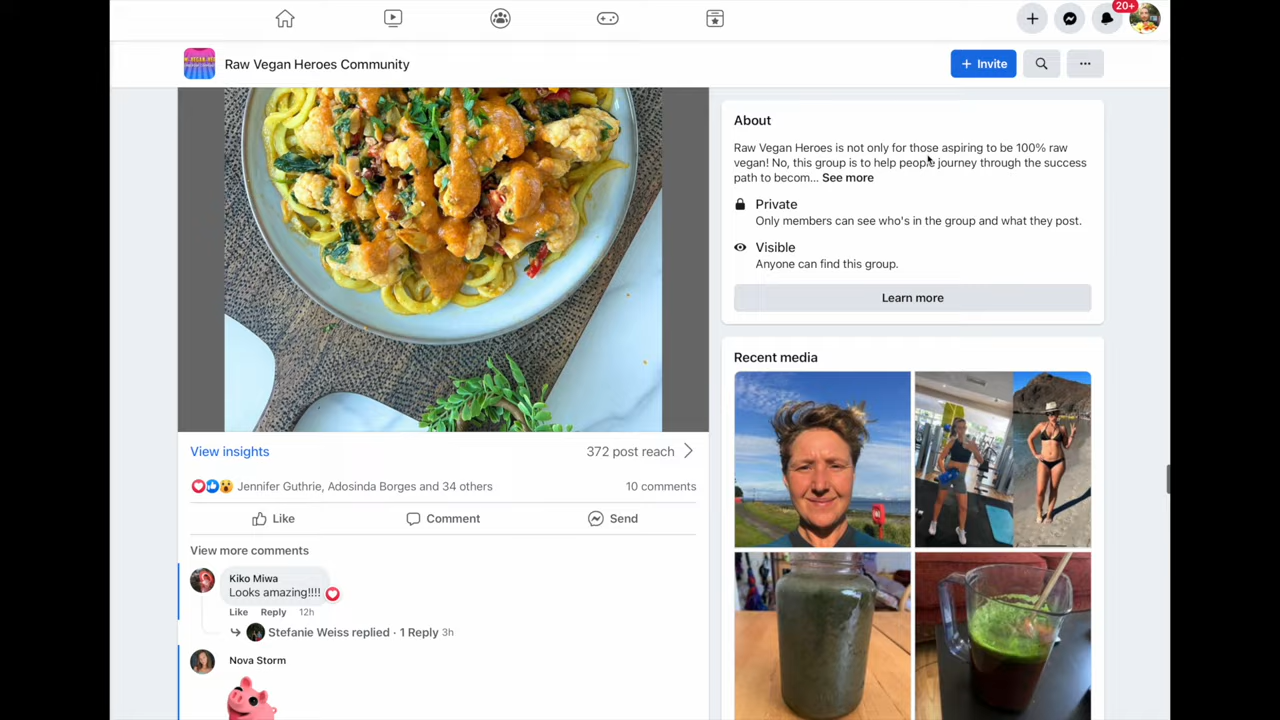 20+
Raw Vegan Heroes Community
+ Invite
About
Raw Vegan Heroes is not only for those aspiring to be 100% raw
vegan! No, this group is to help people journey through the success
path to becom... See more
Private
Only members can see who's in the group and what they post.
Visible
Anyone can find this group.
Learn more
Recent media
View insights
372 post reach
Jennifer Guthrie, Adosinda Borges and 34 others
10 comments
Like
Comment
Send
View more comments
Kiko Miwa
Looks amazing!!!!
Like Reply 12h
Stefanie Weiss replied · 1 Reply 3h
Nova Storm